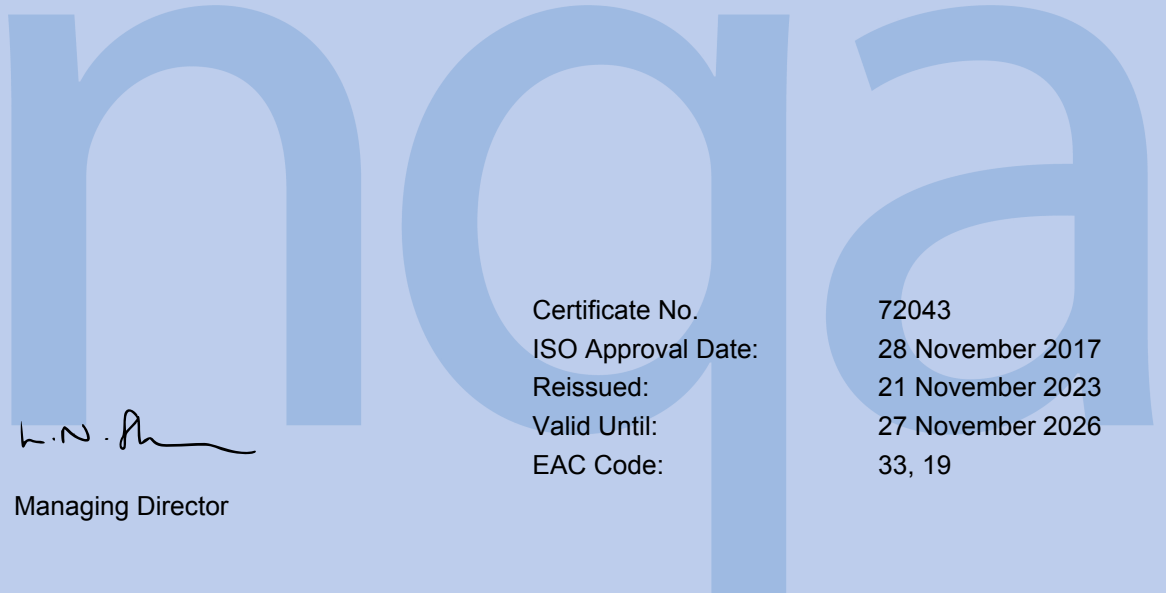 nqa
Certificate No. 72043
ISO Approval Date: 28 November 2017
Reissued: 21 November 2023
Valid Until: 27 November 2026
EAC Code: 33, 19
Managing Director